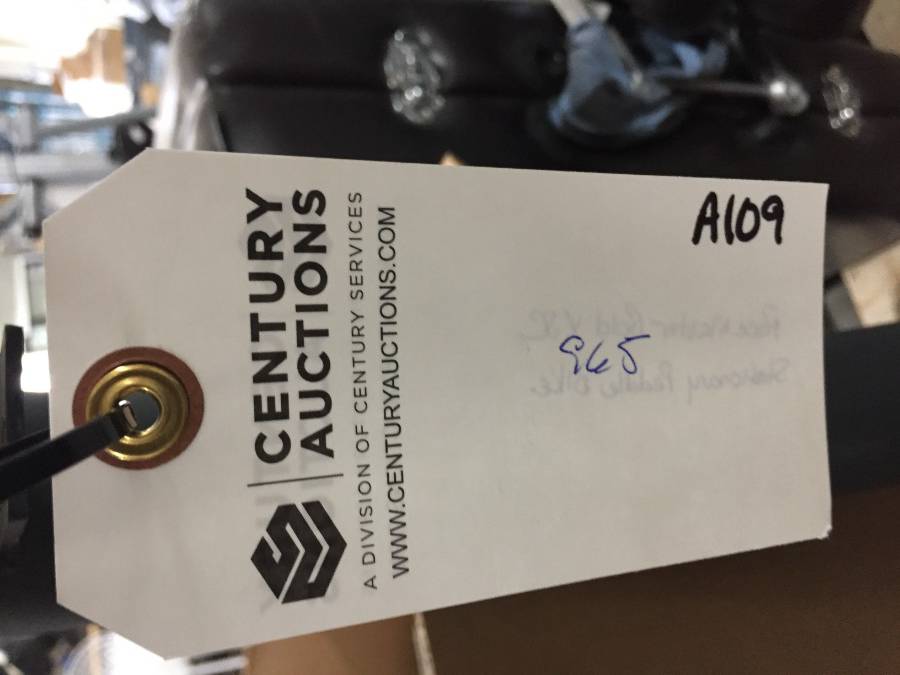 CENTURY
AUCTIONS
A DIVISION OF CENTURY SERVICES
WWW.CENTURYAUCTIONS.COM
A109
965